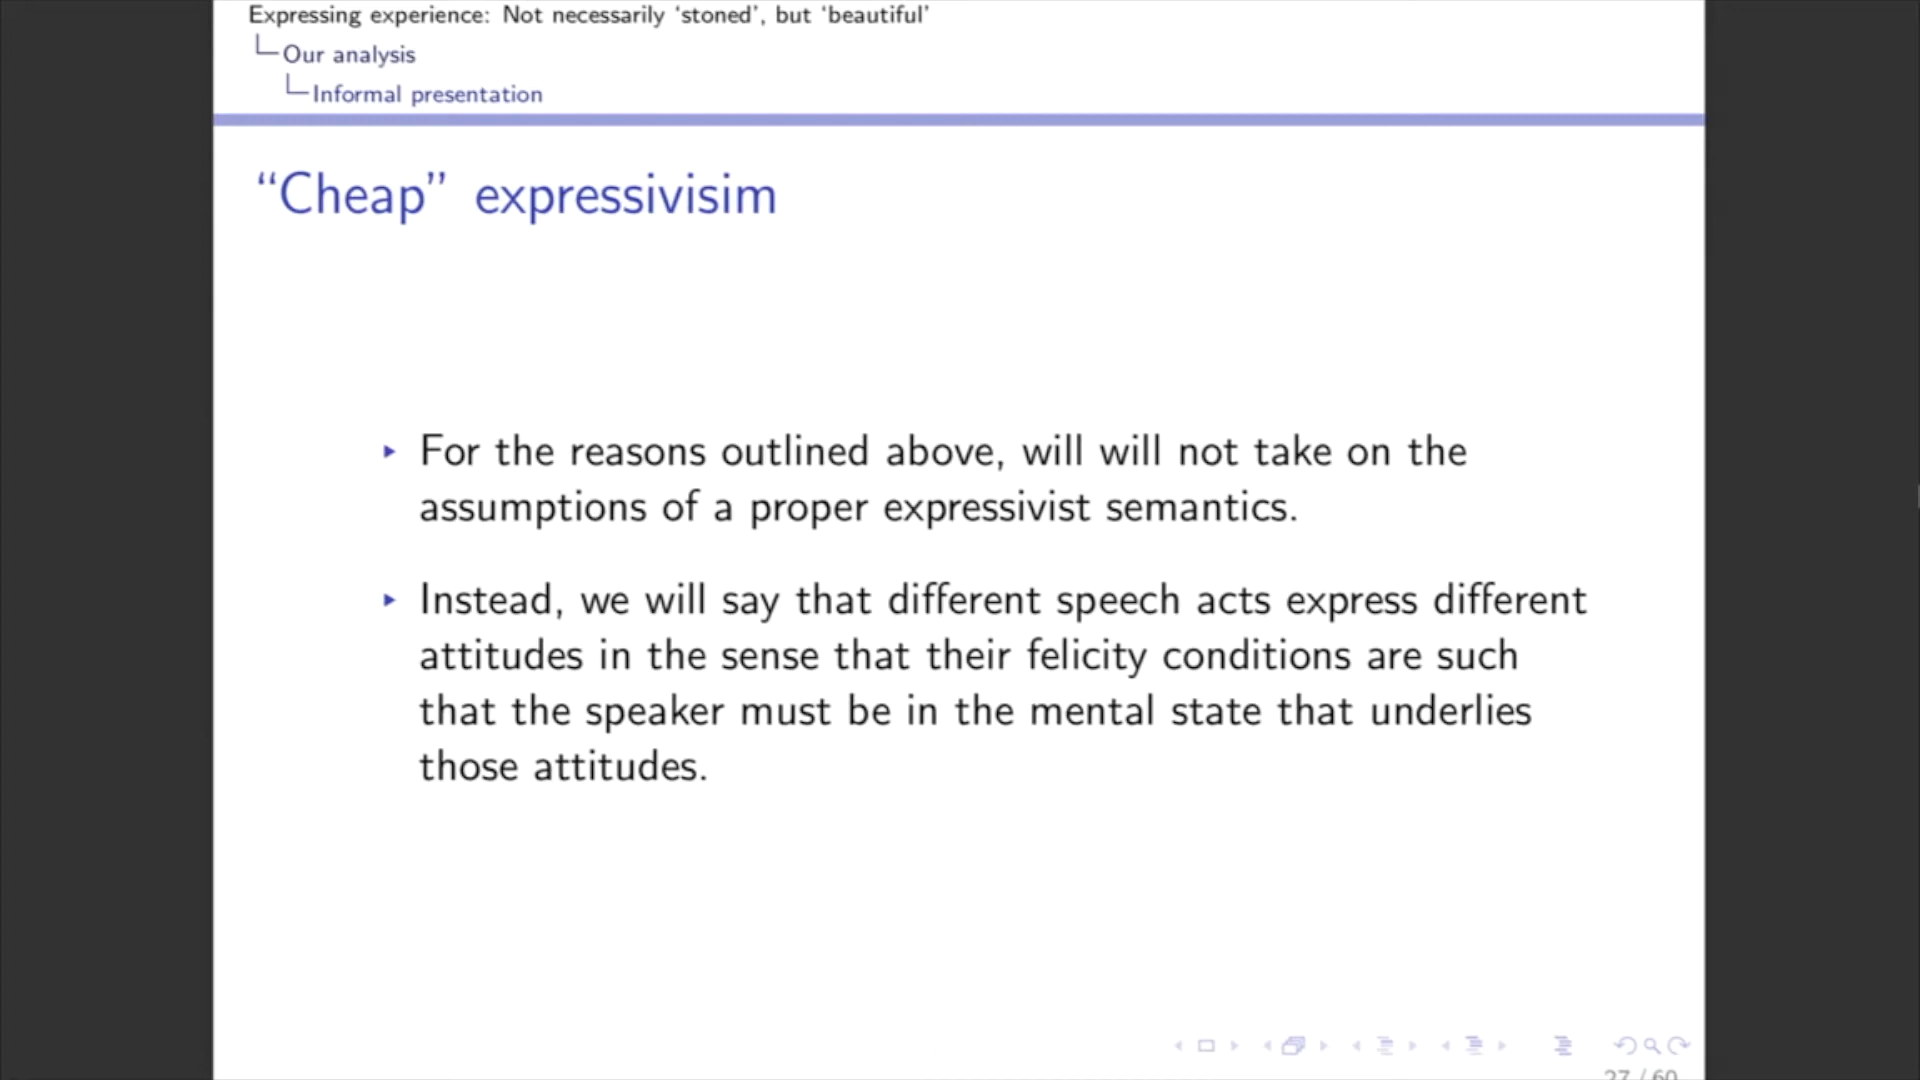 Expressing experience: Not necessarily ‘stoned’, but ‘beautiful’
Our analysis
Informal presentation
“Cheap” expressivisim
For the reasons outlined above, will will not take on the
assumptions of a proper expressivist semantics.
Instead, we will say that different speech acts express different
attitudes in the sense that their felicity conditions are such
that the speaker must be in the mental state that underlies
those attitudes.
27 / 60